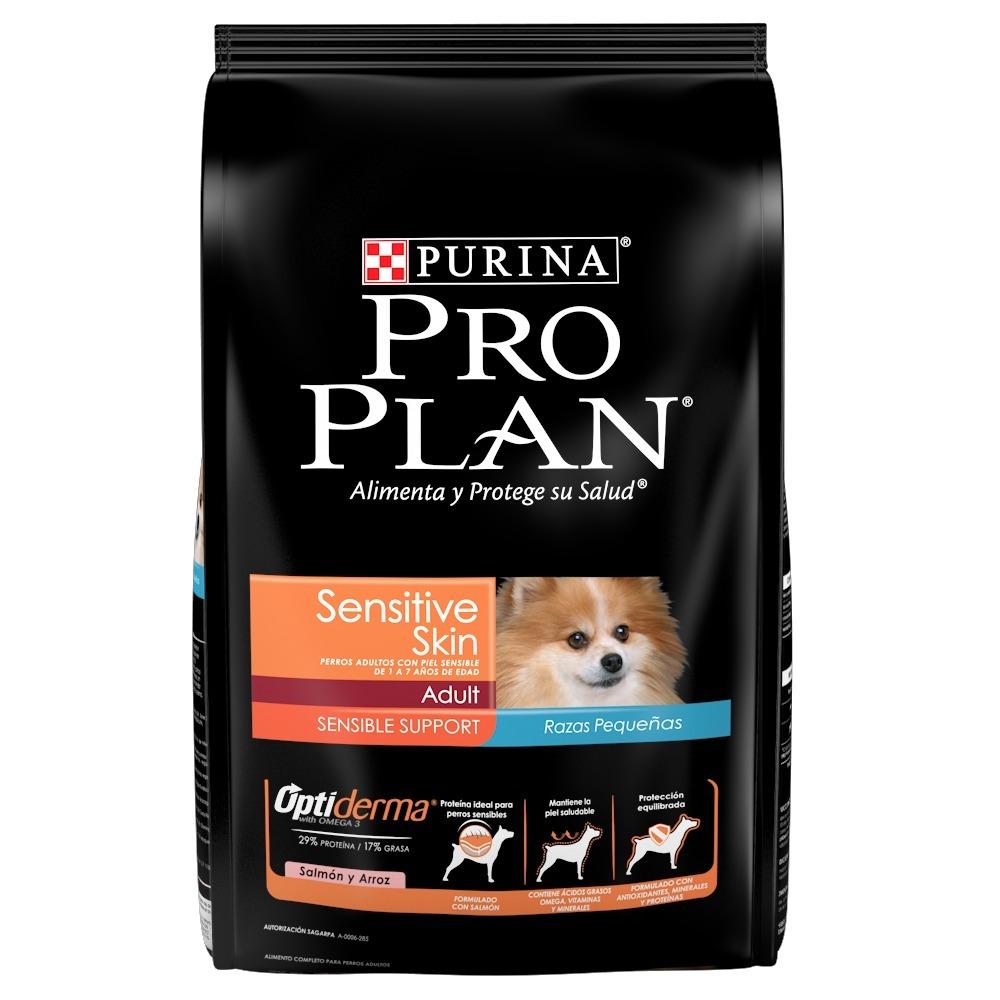 PURINA®
PRO
PLAN®
Alimenta y Protege su Salud®
Sensitive
Skin
PERROS ADULTOS CON PIEL SENSIBLE
DE 1 A 7 AÑOS DE EDAD
Adult
SENSIBLE SUPPORT
Razas Pequeñas
Optiderma®
with OMEGA 3
29% PROTEÍNA / 17% GRASA
Salmón y Arroz
Proteína ideal para
perros sensibles
FORMULADO
CON SALMÓN
Mantiene la
piel saludable
CONTIENE ÁCIDOS GRASOS
OMEGA, VITAMINAS
Y MINERALES
Protección
equilibrada
FORMULADO CON
ANTIOXIDANTES, MINERALES
Y PROTEÍNAS
AUTORIZACIÓN SAGARPA A-0006-285
ALIMENTO COMPLETO PARA PERROS ADULTOS